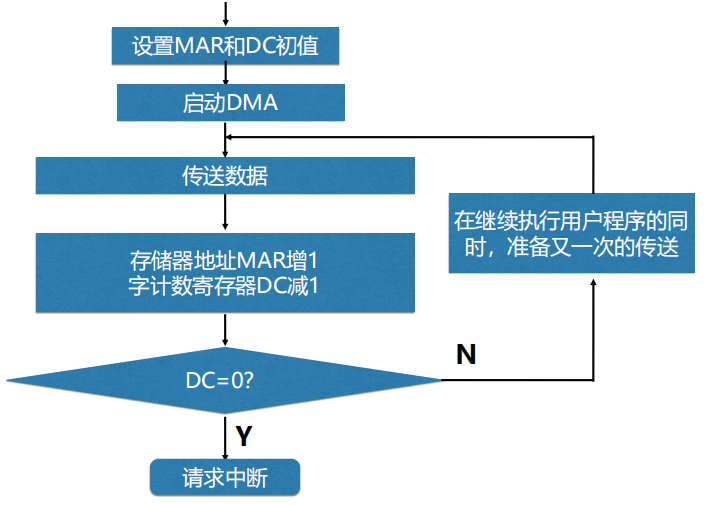 设置MAR和DC初值
启动DMA
传送数据
在继续执行用户程序的同
时，准备又一次的传送
存储器地址MAR增1
字计数寄存器DC减1
N
DC=0?
Y
请求中断